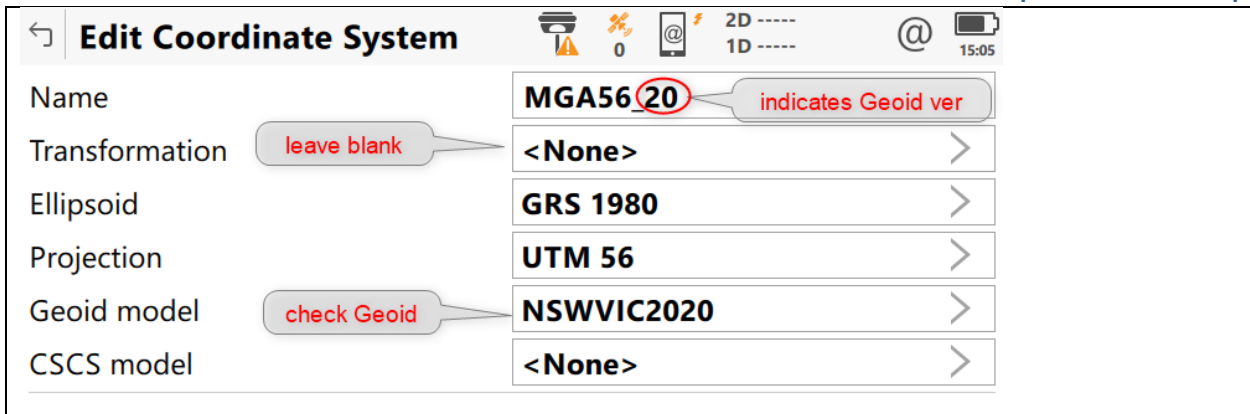 Edit Coordinate System
0
@
2D -----
1D -----
@
15:05
Name MGA56_20 indicates Geoid ver
Transformation leave blank <None>
Ellipsoid GRS 1980
Projection UTM 56
Geoid model check Geoid NSWVIC2020
CSCS model <None>